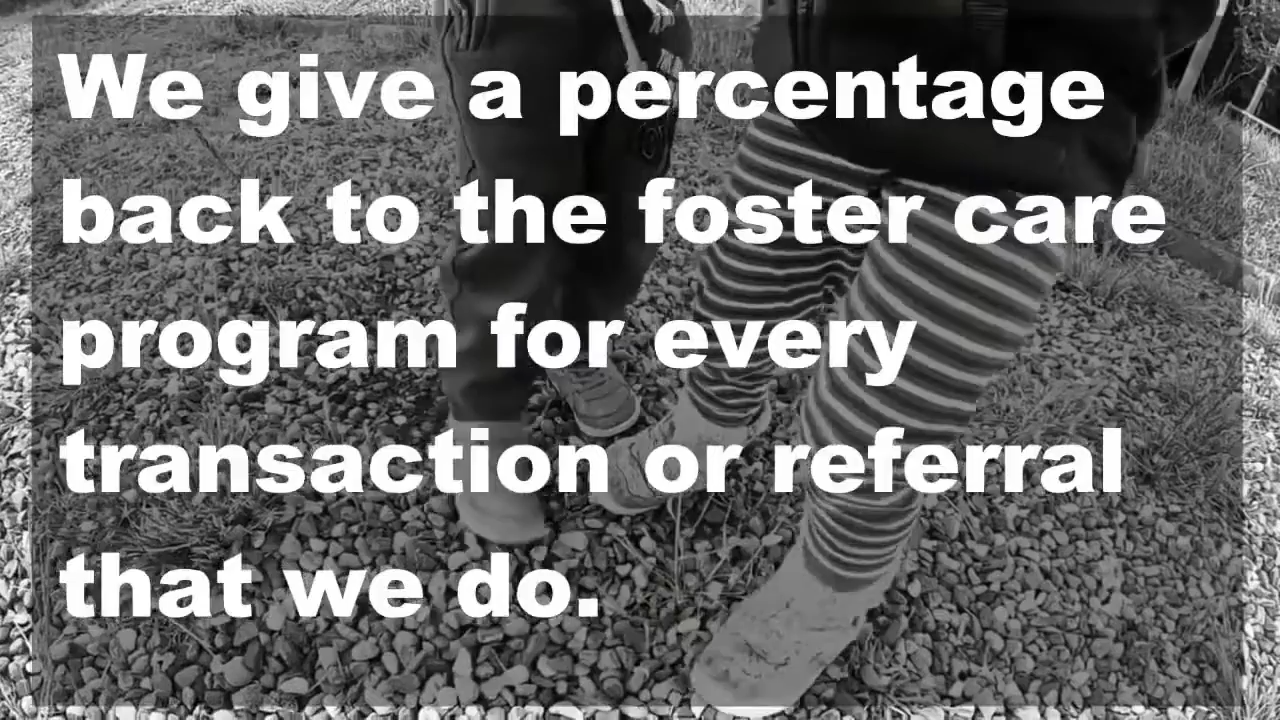 We give a percentage
back to the foster care
program for every
transaction or referral
that we do.